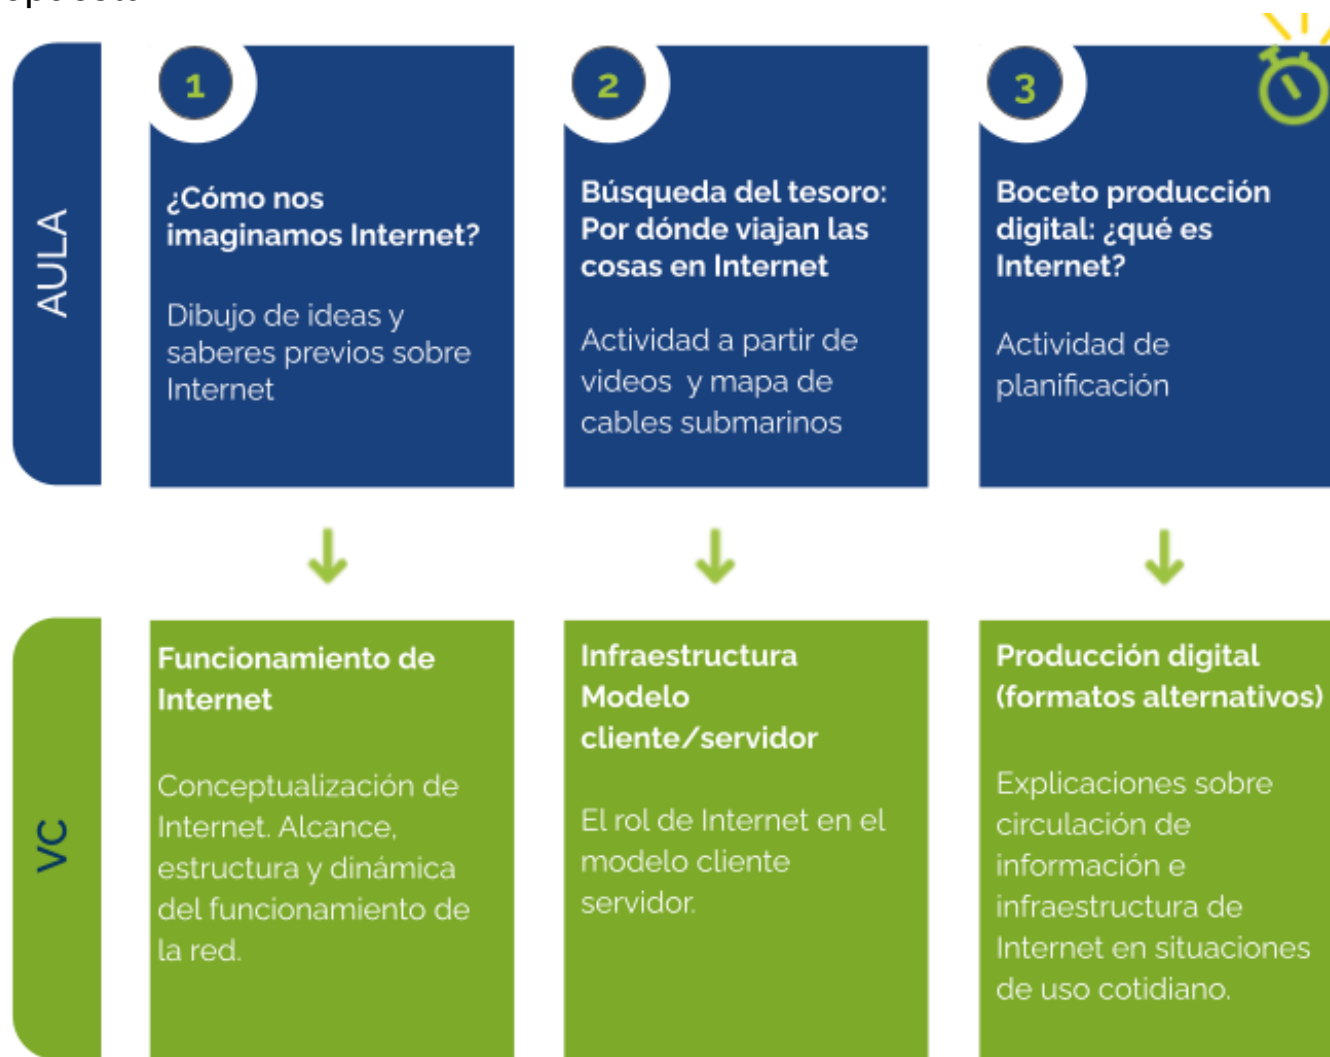 AULA
1
¿Cómo nos
imaginamos Internet?
Dibujo de ideas y
saberes previos sobre
Internet
2
Búsqueda del tesoro:
Por dónde viajan las
cosas en Internet
Actividad a partir de
videos y mapa de
cables submarinos
3
Boceto producción
digital: ¿qué es
Internet?
Actividad de
planificación
VC
Funcionamiento de
Internet
Conceptualización de
Internet. Alcance,
estructura y dinámica
del funcionamiento de
la red.
Infraestructura
Modelo
cliente/servidor
El rol de Internet en el
modelo cliente
servidor.
Producción digital
(formatos alternativos)
Explicaciones sobre
circulación de
información e
infraestructura de
Internet en situaciones
de uso cotidiano.